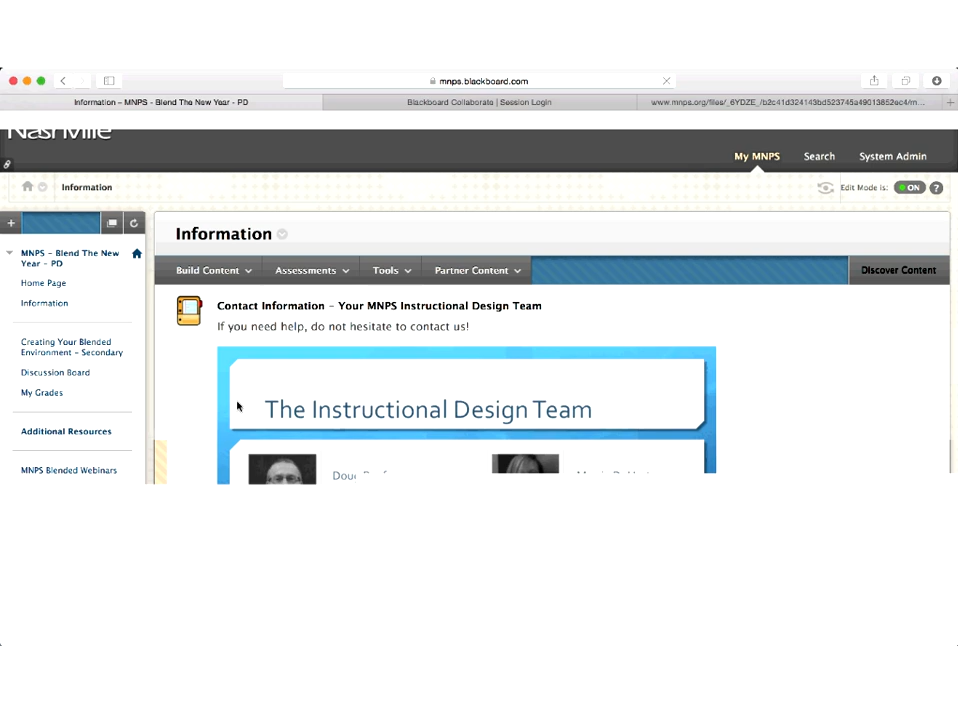 mnps.blackboard.com
Information – MNPS - Blend The New Year - PD
Blackboard Collaborate | Session Login
Nashville
My MNPS
Search
System Admin
Information
Edit Mode is:
ON
?
+
Information
MNPS - Blend The New
Year - PD
Home Page
Information
Creating Your Blended
Environment - Secondary
Discussion Board
My Grades
Additional Resources
MNPS Blended Webinars
Build Content
Assessments
Tools
Partner Content
Discover Content
Contact Information - Your MNPS Instructional Design Team
If you need help, do not hesitate to contact us!
The Instructional Design Team